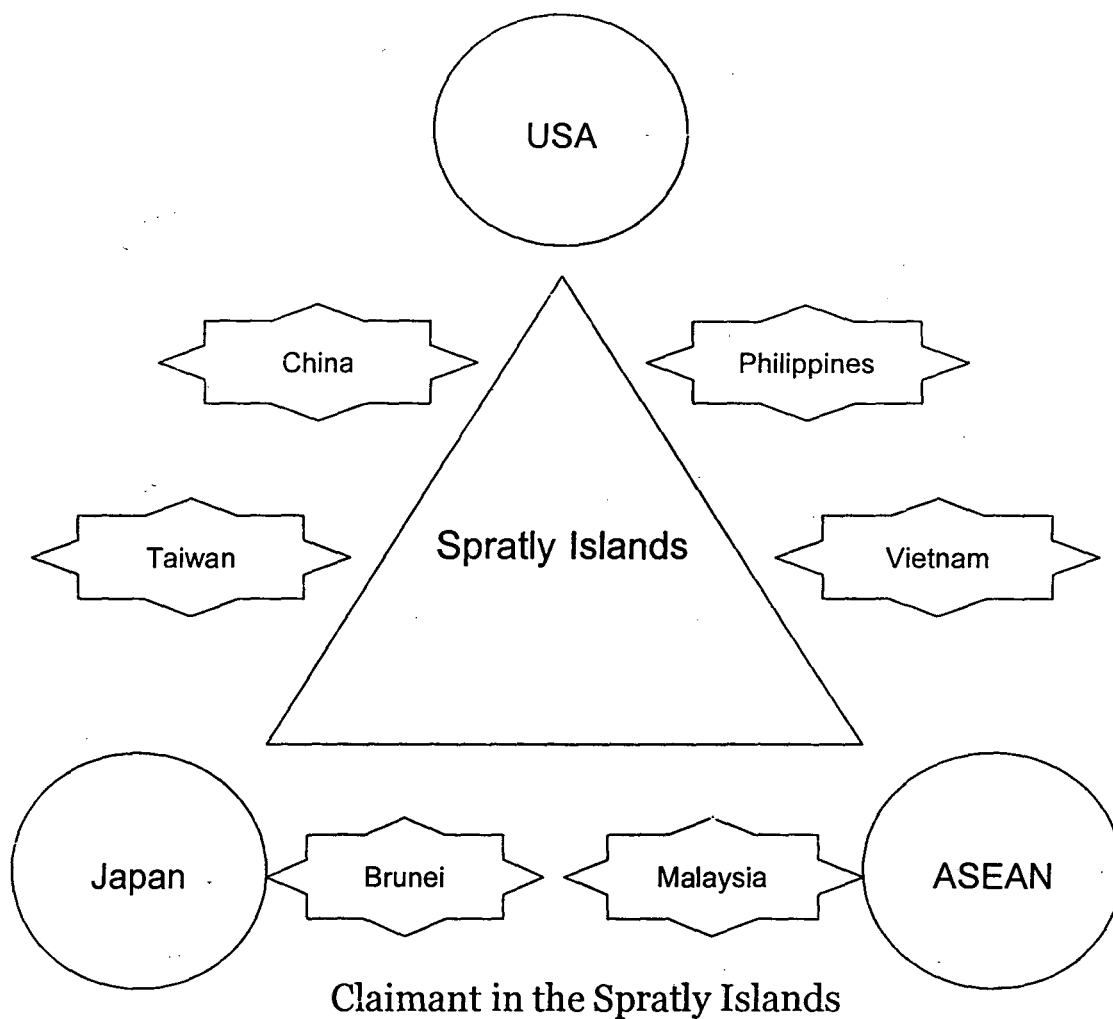 USA
China
Philippines
Spratly Islands
Taiwan
Vietnam
Japan
Brunei
Malaysia
ASEAN
Claimant in the Spratly Islands